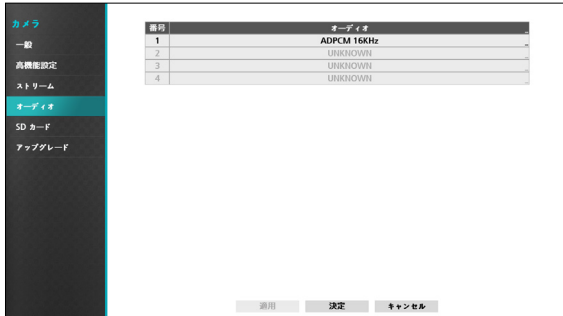 カメラ
一般
高機能設定
ストリーム
オーディオ
SD カード
アップグレード
番号 オーディオ
1 ADPCM 16KHz
2 UNKNOWN
3 UNKNOWN
4 UNKNOWN
適用 決定 キャンセル